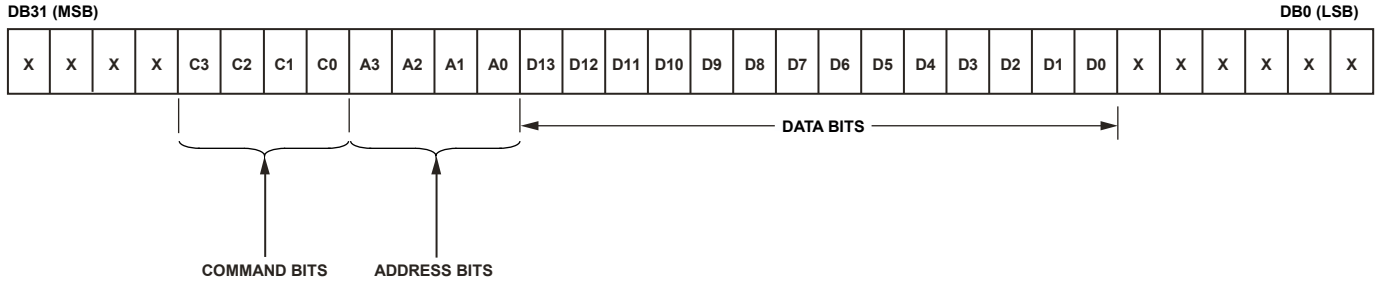 DB31 (MSB) DB0 (LSB)
X X X X C3 C2 C1 C0 A3 A2 A1 A0 D13 D12 D11 D10 D9 D8 D7 D6 D5 D4 D3 D2 D1 D0 X X X X X X
DATA BITS
COMMAND BITS ADDRESS BITS